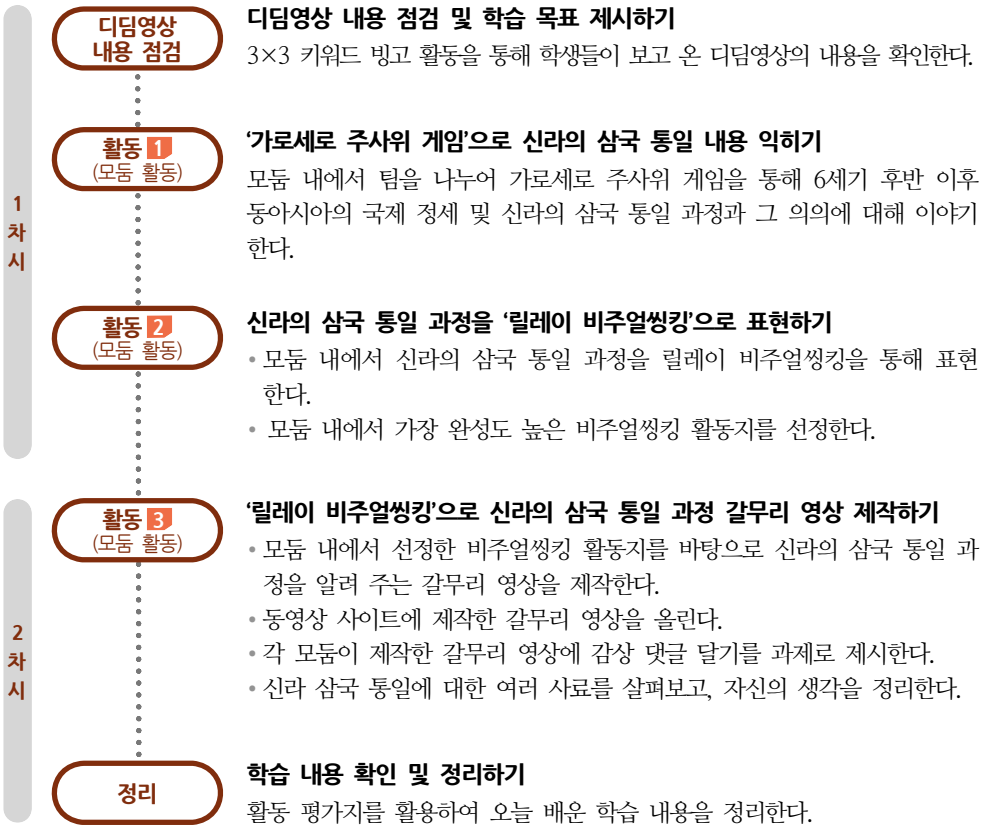 디딤영상
내용 점검
디딤영상 내용 점검 및 학습 목표 제시하기
3×3 키워드 빙고 활동을 통해 학생들이 보고 온 디딤영상의 내용을 확인한다.
1
차
시
활동 1
(모둠 활동)
‘가로세로 주사위 게임’으로 신라의 삼국 통일 내용 익히기
모둠 내에서 팀을 나누어 가로세로 주사위 게임을 통해 6세기 후반 이후
동아시아의 국제 정세 및 신라의 삼국 통일 과정과 그 의의에 대해 이야기
한다.
활동 2
(모둠 활동)
신라의 삼국 통일 과정을 ‘릴레이 비주얼씽킹’으로 표현하기
• 모둠 내에서 신라의 삼국 통일 과정을 릴레이 비주얼씽킹을 통해 표현
한다.
• 모둠 내에서 가장 완성도 높은 비주얼씽킹 활동지를 선정한다.
2
차
시
활동 3
(모둠 활동)
‘릴레이 비주얼씽킹’으로 신라의 삼국 통일 과정 갈무리 영상 제작하기
• 모둠 내에서 선정한 비주얼씽킹 활동지를 바탕으로 신라의 삼국 통일 과
정을 알려 주는 갈무리 영상을 제작한다.
• 동영상 사이트에 제작한 갈무리 영상을 올린다.
• 각 모둠이 제작한 갈무리 영상에 감상 댓글 달기를 과제로 제시한다.
• 신라 삼국 통일에 대한 여러 사료를 살펴보고, 자신의 생각을 정리한다.
정리
학습 내용 확인 및 정리하기
활동 평가지를 활용하여 오늘 배운 학습 내용을 정리한다.